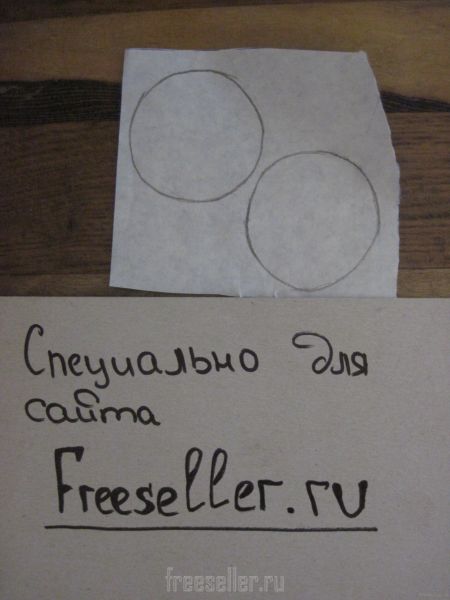 Специально для
сайта
Freeseller.ru
freeseller.ru